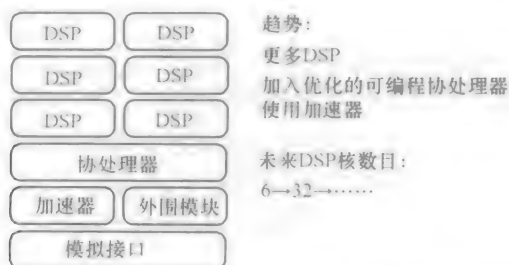 DSP DSP
DSP DSP
DSP DSP
协处理器
加速器 外围模块
模拟接口
趋势：
更多DSP
加入优化的可编程协处理器
使用加速器
未来DSP核数目：
6→32→……